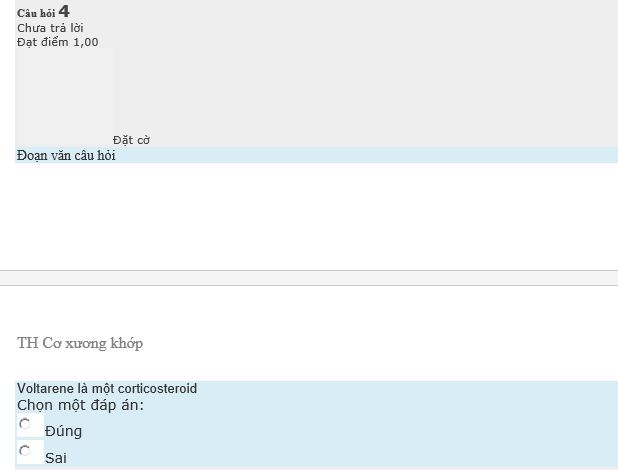 Câu hỏi 4
Chưa trả lời
Đạt điểm 1,00
Đặt cờ
Đoạn văn câu hỏi
TH Cơ xương khớp
Voltarene là một corticosteroid
Chọn một đáp án:
Đúng
Sai